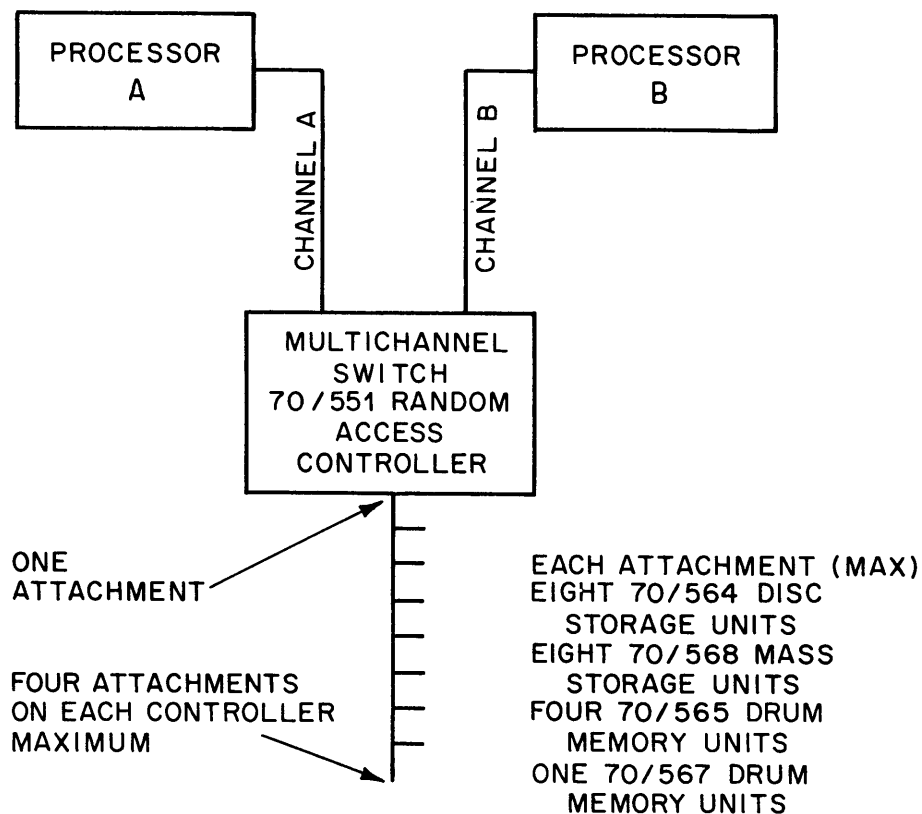 PROCESSOR
A
PROCESSOR
B
CHANNEL A
CHANNEL B
MULTICHANNEL
SWITCH
70/551 RANDOM
ACCESS
CONTROLLER
ONE
ATTACHMENT
FOUR ATTACHMENTS
ON EACH CONTROLLER
MAXIMUM
EACH ATTACHMENT (MAX)
EIGHT 70/564 DISC
STORAGE UNITS
EIGHT 70/568 MASS
STORAGE UNITS
FOUR 70/565 DRUM
MEMORY UNITS
ONE 70/567 DRUM
MEMORY UNITS